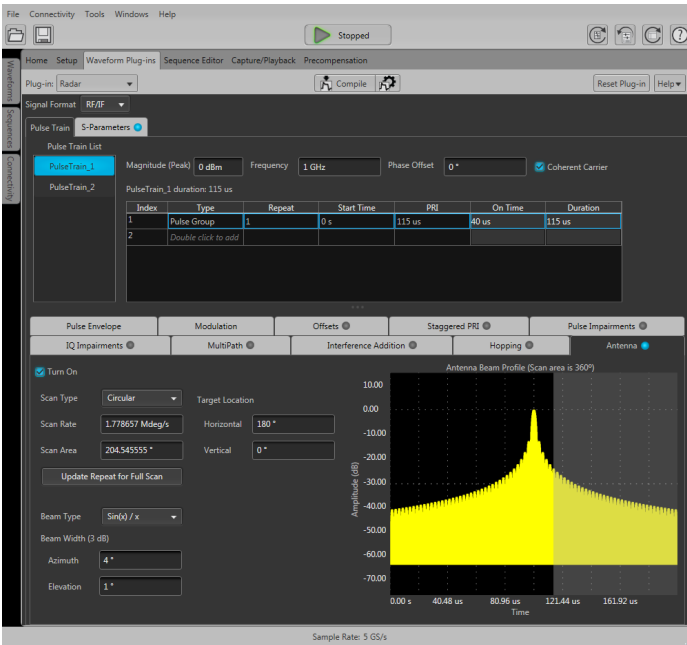 File Connectivity Tools Windows Help
Stopped
?
Waveforms
Sequences
Connectivity
Home Setup Waveform Plug-ins Sequence Editor Capture/Playback Precompensation
Plug-in: Radar Compile Reset Plug-in Help
Signal Format RF/IF
Pulse Train S-Parameters
Pulse Train List
PulseTrain_1
PulseTrain_2
Magnitude (Peak) 0 dBm Frequency 1 GHz Phase Offset 0 ° Coherent Carrier
PulseTrain_1 duration: 115 us
Index Type Repeat Start Time PRI On Time Duration
1 Pulse Group 1 0 s 115 us 40 us 115 us
2 Double click to add
Pulse Envelope Modulation Offsets Staggered PRI Pulse Impairments
IQ Impairments MultiPath Interference Addition Hopping Antenna
Turn On
Scan Type Circular Target Location
Scan Rate 1.778657 Mdeg/s Horizontal 180 °
Scan Area 204.545555 ° Vertical 0 °
Update Repeat for Full Scan
Beam Type Sin(x) / x
Beam Width (3 dB)
Azimuth 4 °
Elevation 1 °
Antenna Beam Profile (Scan area is 360º)
Amplitude (dB)
10.00
0.00
-10.00
-20.00
-30.00
-40.00
-50.00
-60.00
-70.00
0.00 s 40.48 us 80.96 us 121.44 us 161.92 us
Time
Sample Rate: 5 GS/s